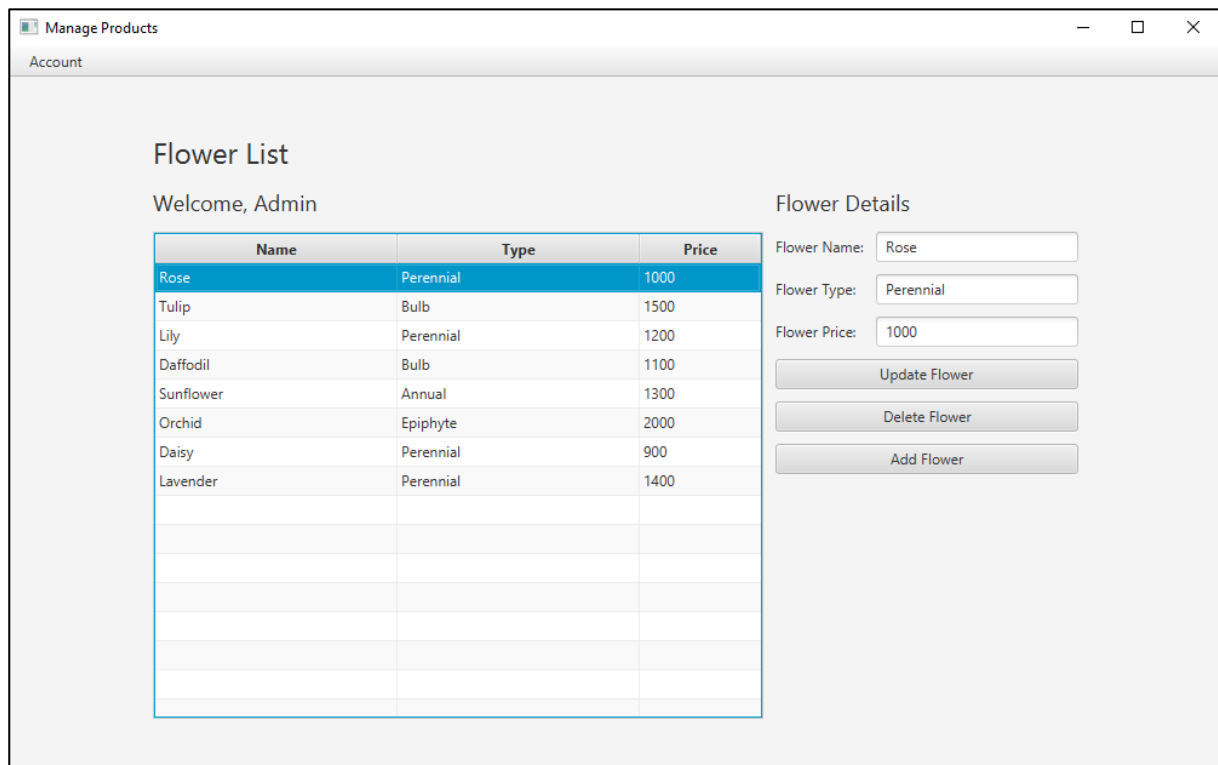 Manage Products
Account
Flower List
Welcome, Admin
Name Type Price
Rose Perennial 1000
Tulip Bulb 1500
Lily Perennial 1200
Daffodil Bulb 1100
Sunflower Annual 1300
Orchid Epiphyte 2000
Daisy Perennial 900
Lavender Perennial 1400
Flower Details
Flower Name: Rose
Flower Type: Perennial
Flower Price: 1000
Update Flower
Delete Flower
Add Flower